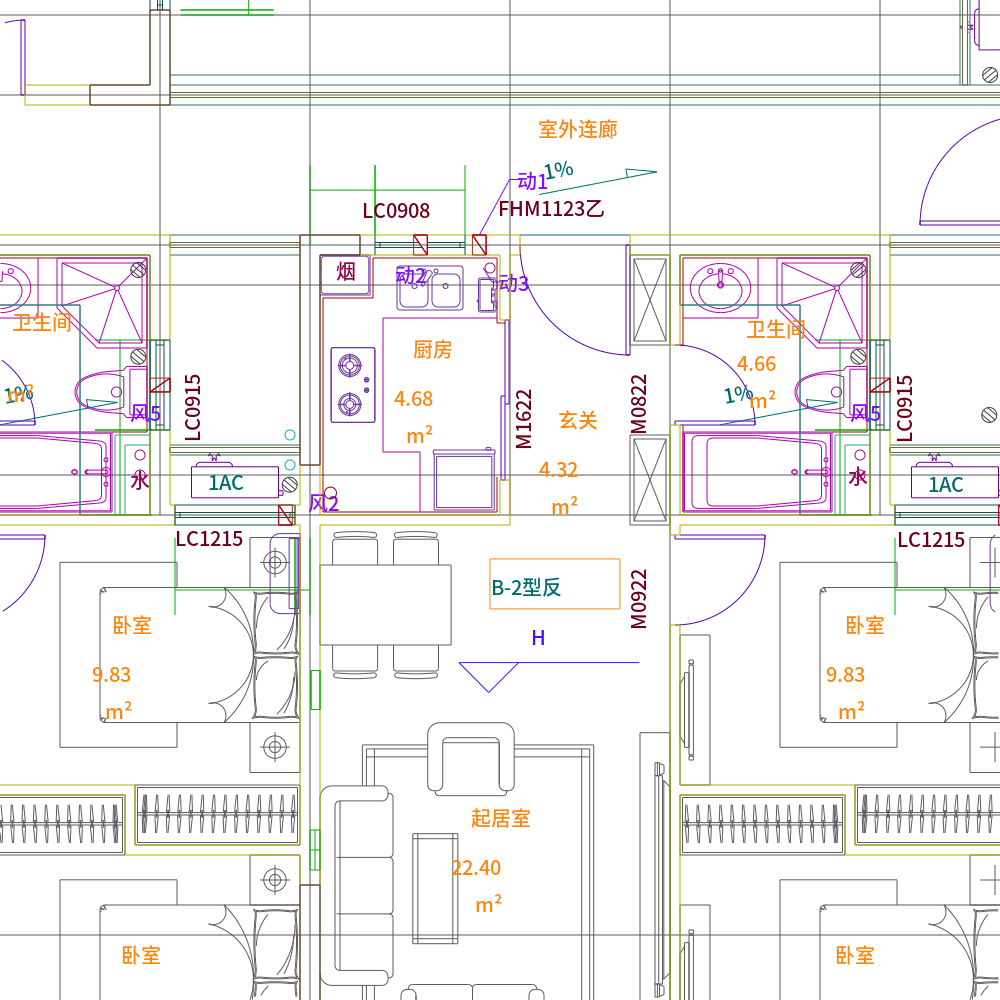 室外连廊
1%
动1
LC0908
FHM1123乙
烟
动2
动3
卫生间
厨房
卫生间
4.66
m²
1%
m²
4.68
m²
1%
风5
LC0915
M1622
玄关
4.32
m²
M0822
风5
LC0915
水
1AC
风2
水
1AC
LC1215
LC1215
B-2型反
M0922
H
卧室
9.83
m²
卧室
9.83
m²
起居室
22.40
m²
卧室
卧室